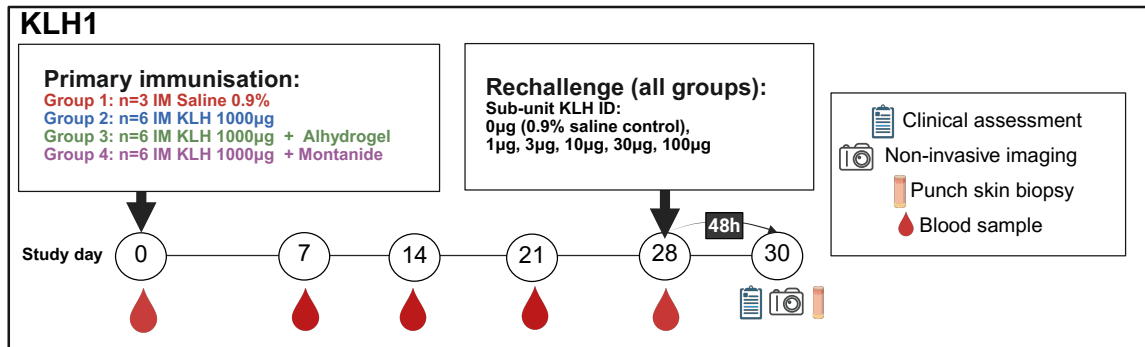 KLH1
Primary immunisation:
Group 1: n=3 IM Saline 0.9%
Group 2: n=6 IM KLH 1000µg
Group 3: n=6 IM KLH 1000µg + Alhydrogel
Group 4: n=6 IM KLH 1000µg + Montanide
Rechallenge (all groups):
Sub-unit KLH ID:
0µg (0.9% saline control),
1µg, 3µg, 10µg, 30µg, 100µg
Clinical assessment
Non-invasive imaging
Punch skin biopsy
Blood sample
48h
Study day
0
7
14
21
28
30